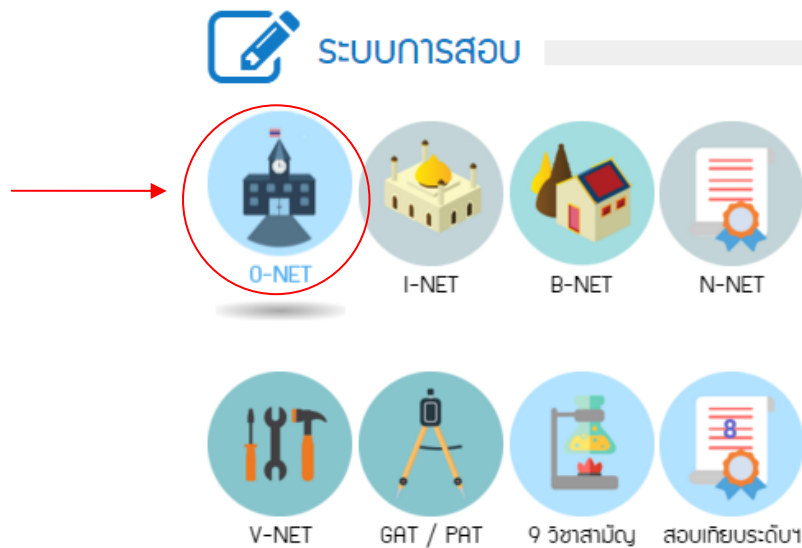 ระบบการสอบ
O-NET
I-NET
B-NET
N-NET
8
V-NET
GAT / PAT
9 วิชาสามัญ
สอบเทียบระดับฯ